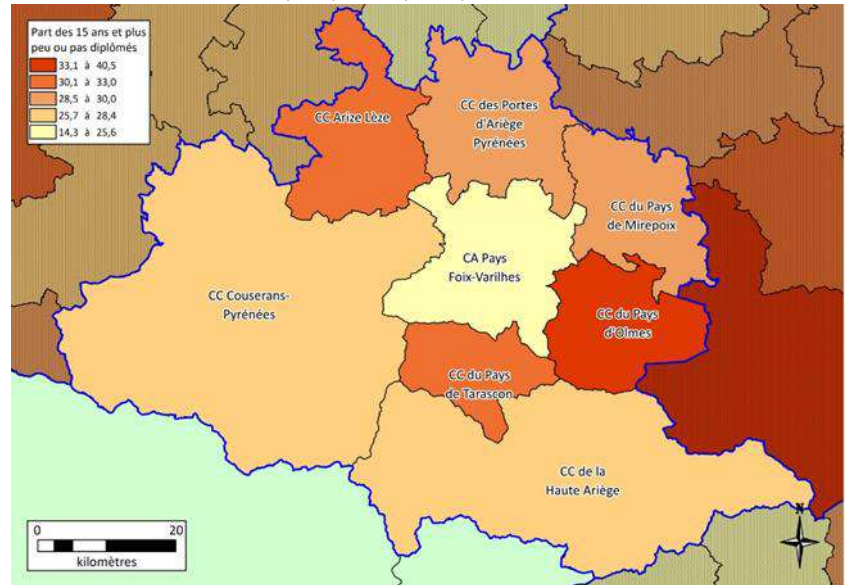 Part des 15 ans et plus
peu ou pas diplômés
33,1 à 40,5
30,1 à 33,0
28,5 à 30,0
25,7 à 28,4
14,3 à 25,6
CC Arize Lèze
CC des Portes
d'Ariège
Pyrénées
CC du Pays
de Mirepoix
CA Pays
Foix-Varilhes
CC Couserans-
Pyrénées
CC du Pays
d'Olmes
CC du Pays
de Tarascon
CC de la
Haute Ariège
0 20
kilomètres
N